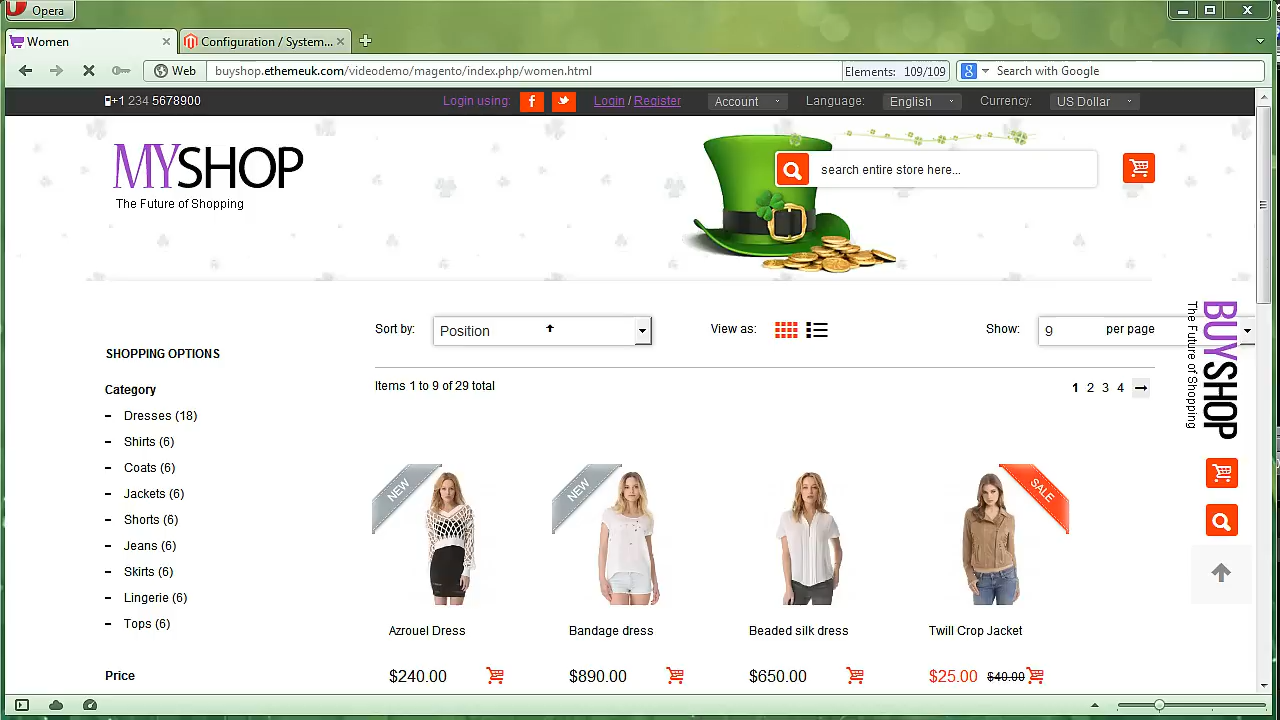 Opera
Women
Configuration / System...
Web
buyshop.ethemeuk.com/videodemo/magento/index.php/women.html
Elements: 109/109
Search with Google
+1 234 5678900
Login using:
Login / Register
Account
Language:
English
Currency:
US Dollar
MYSHOP
The Future of Shopping
search entire store here...
Sort by:
Position
View as:
Show:
9
per page
BUYSHOP
The Future of Shopping
SHOPPING OPTIONS
Items 1 to 9 of 29 total
1 2 3 4
Category
Dresses (18)
Shirts (6)
Coats (6)
Jackets (6)
Shorts (6)
Jeans (6)
Skirts (6)
Lingerie (6)
Tops (6)
Price
NEW
NEW
SALE
Azrouel Dress
Bandage dress
Beaded silk dress
Twill Crop Jacket
$240.00
$890.00
$650.00
$25.00 $40.00